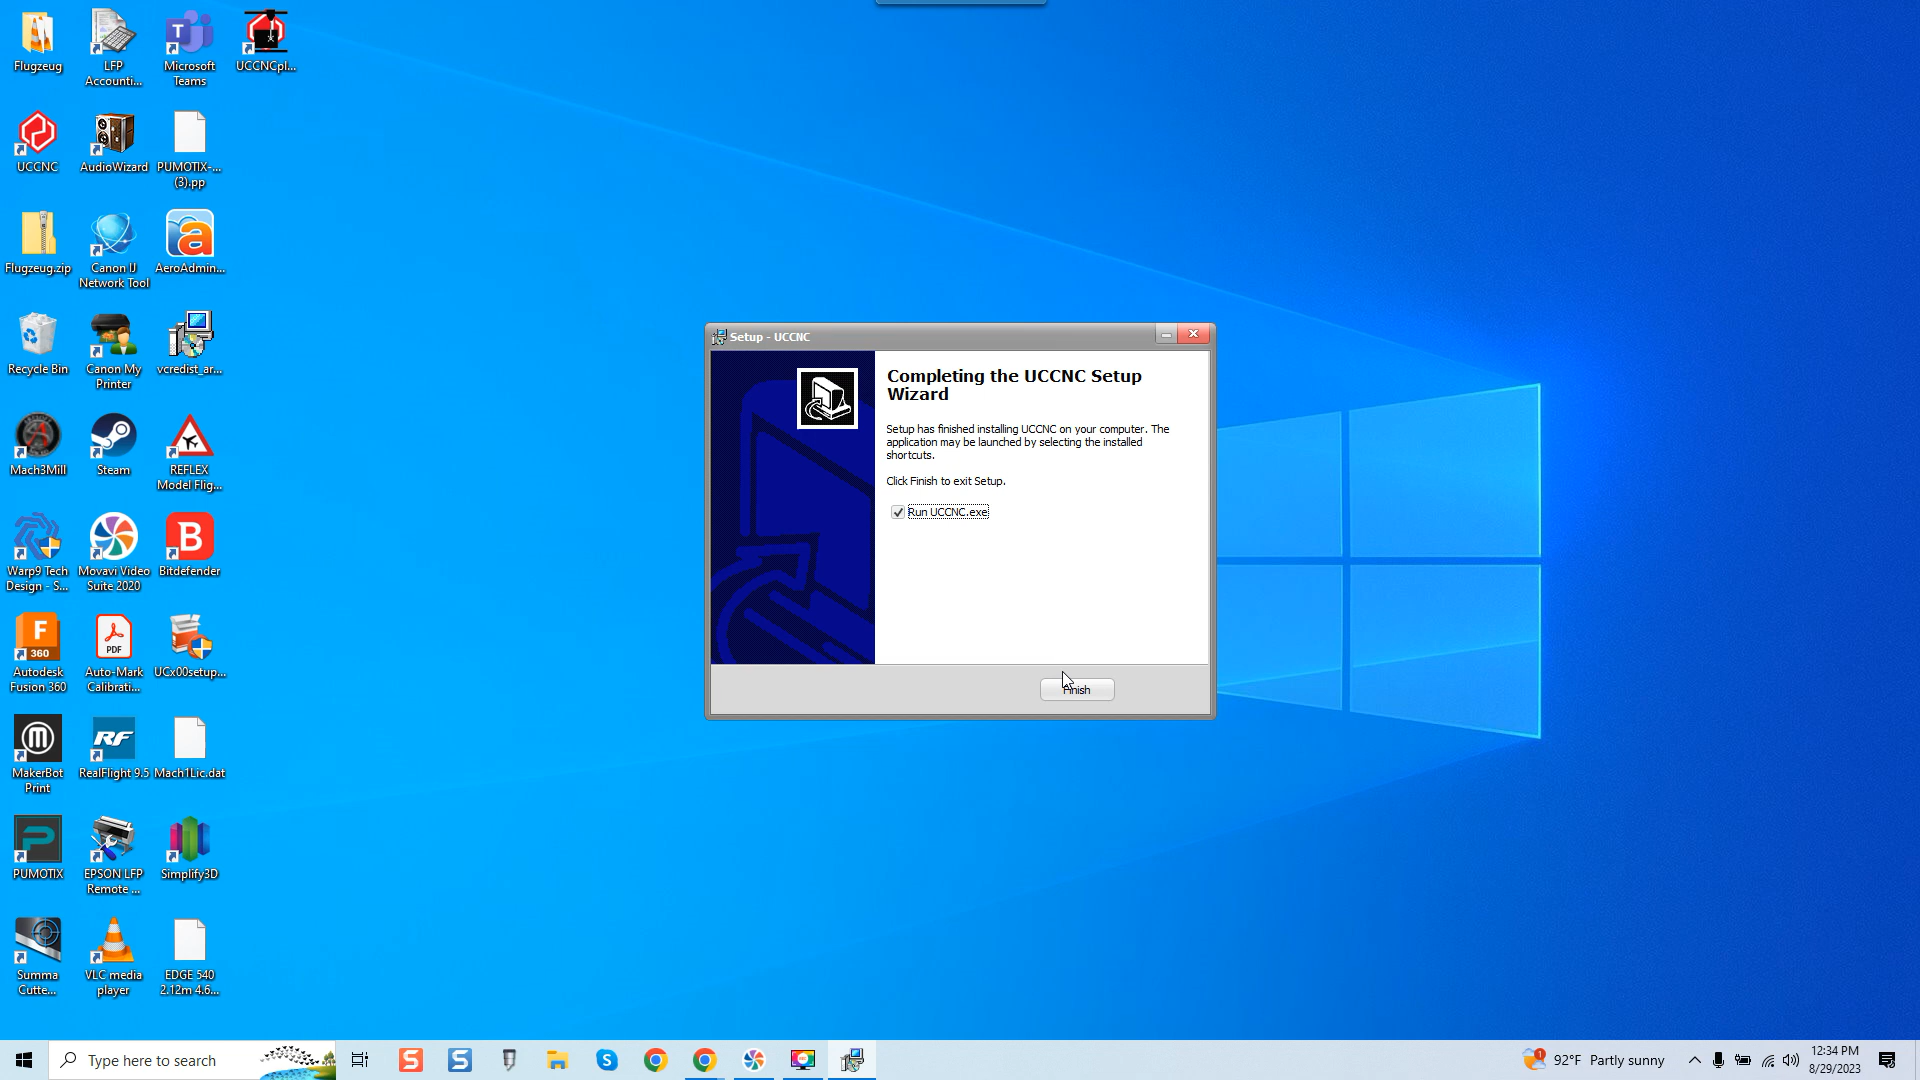 Flugzeug
LFP
Accounti...
Microsoft
Teams
UCCNCpl...
UCCNC
AudioWizard
PUMOTIX-...
(3).pp
Flugzeug.zip
Canon IJ
Network Tool
AeroAdmin...
Recycle Bin
Canon My
Printer
vcredist_ar...
Mach3Mill
Steam
REFLEX
Model Flig...
Warp9 Tech
Design - S...
Movavi Video
Suite 2020
Bitdefender
Autodesk
Fusion 360
Auto-Mark
Calibrati...
UCx00setup...
MakerBot
Print
RealFlight 9.5
Mach1Lic.dat
PUMOTIX
EPSON LFP
Remote ...
Simplify3D
Summa
Cutte...
VLC media
player
EDGE 540
2.12m 4.6...
Setup - UCCNC
Completing the UCCNC Setup
Wizard
Setup has finished installing UCCNC on your computer. The
application may be launched by selecting the installed
shortcuts.
Click Finish to exit Setup.
Run UCCNC.exe
Finish
Type here to search
92°F Partly sunny
12:34 PM
8/29/2023